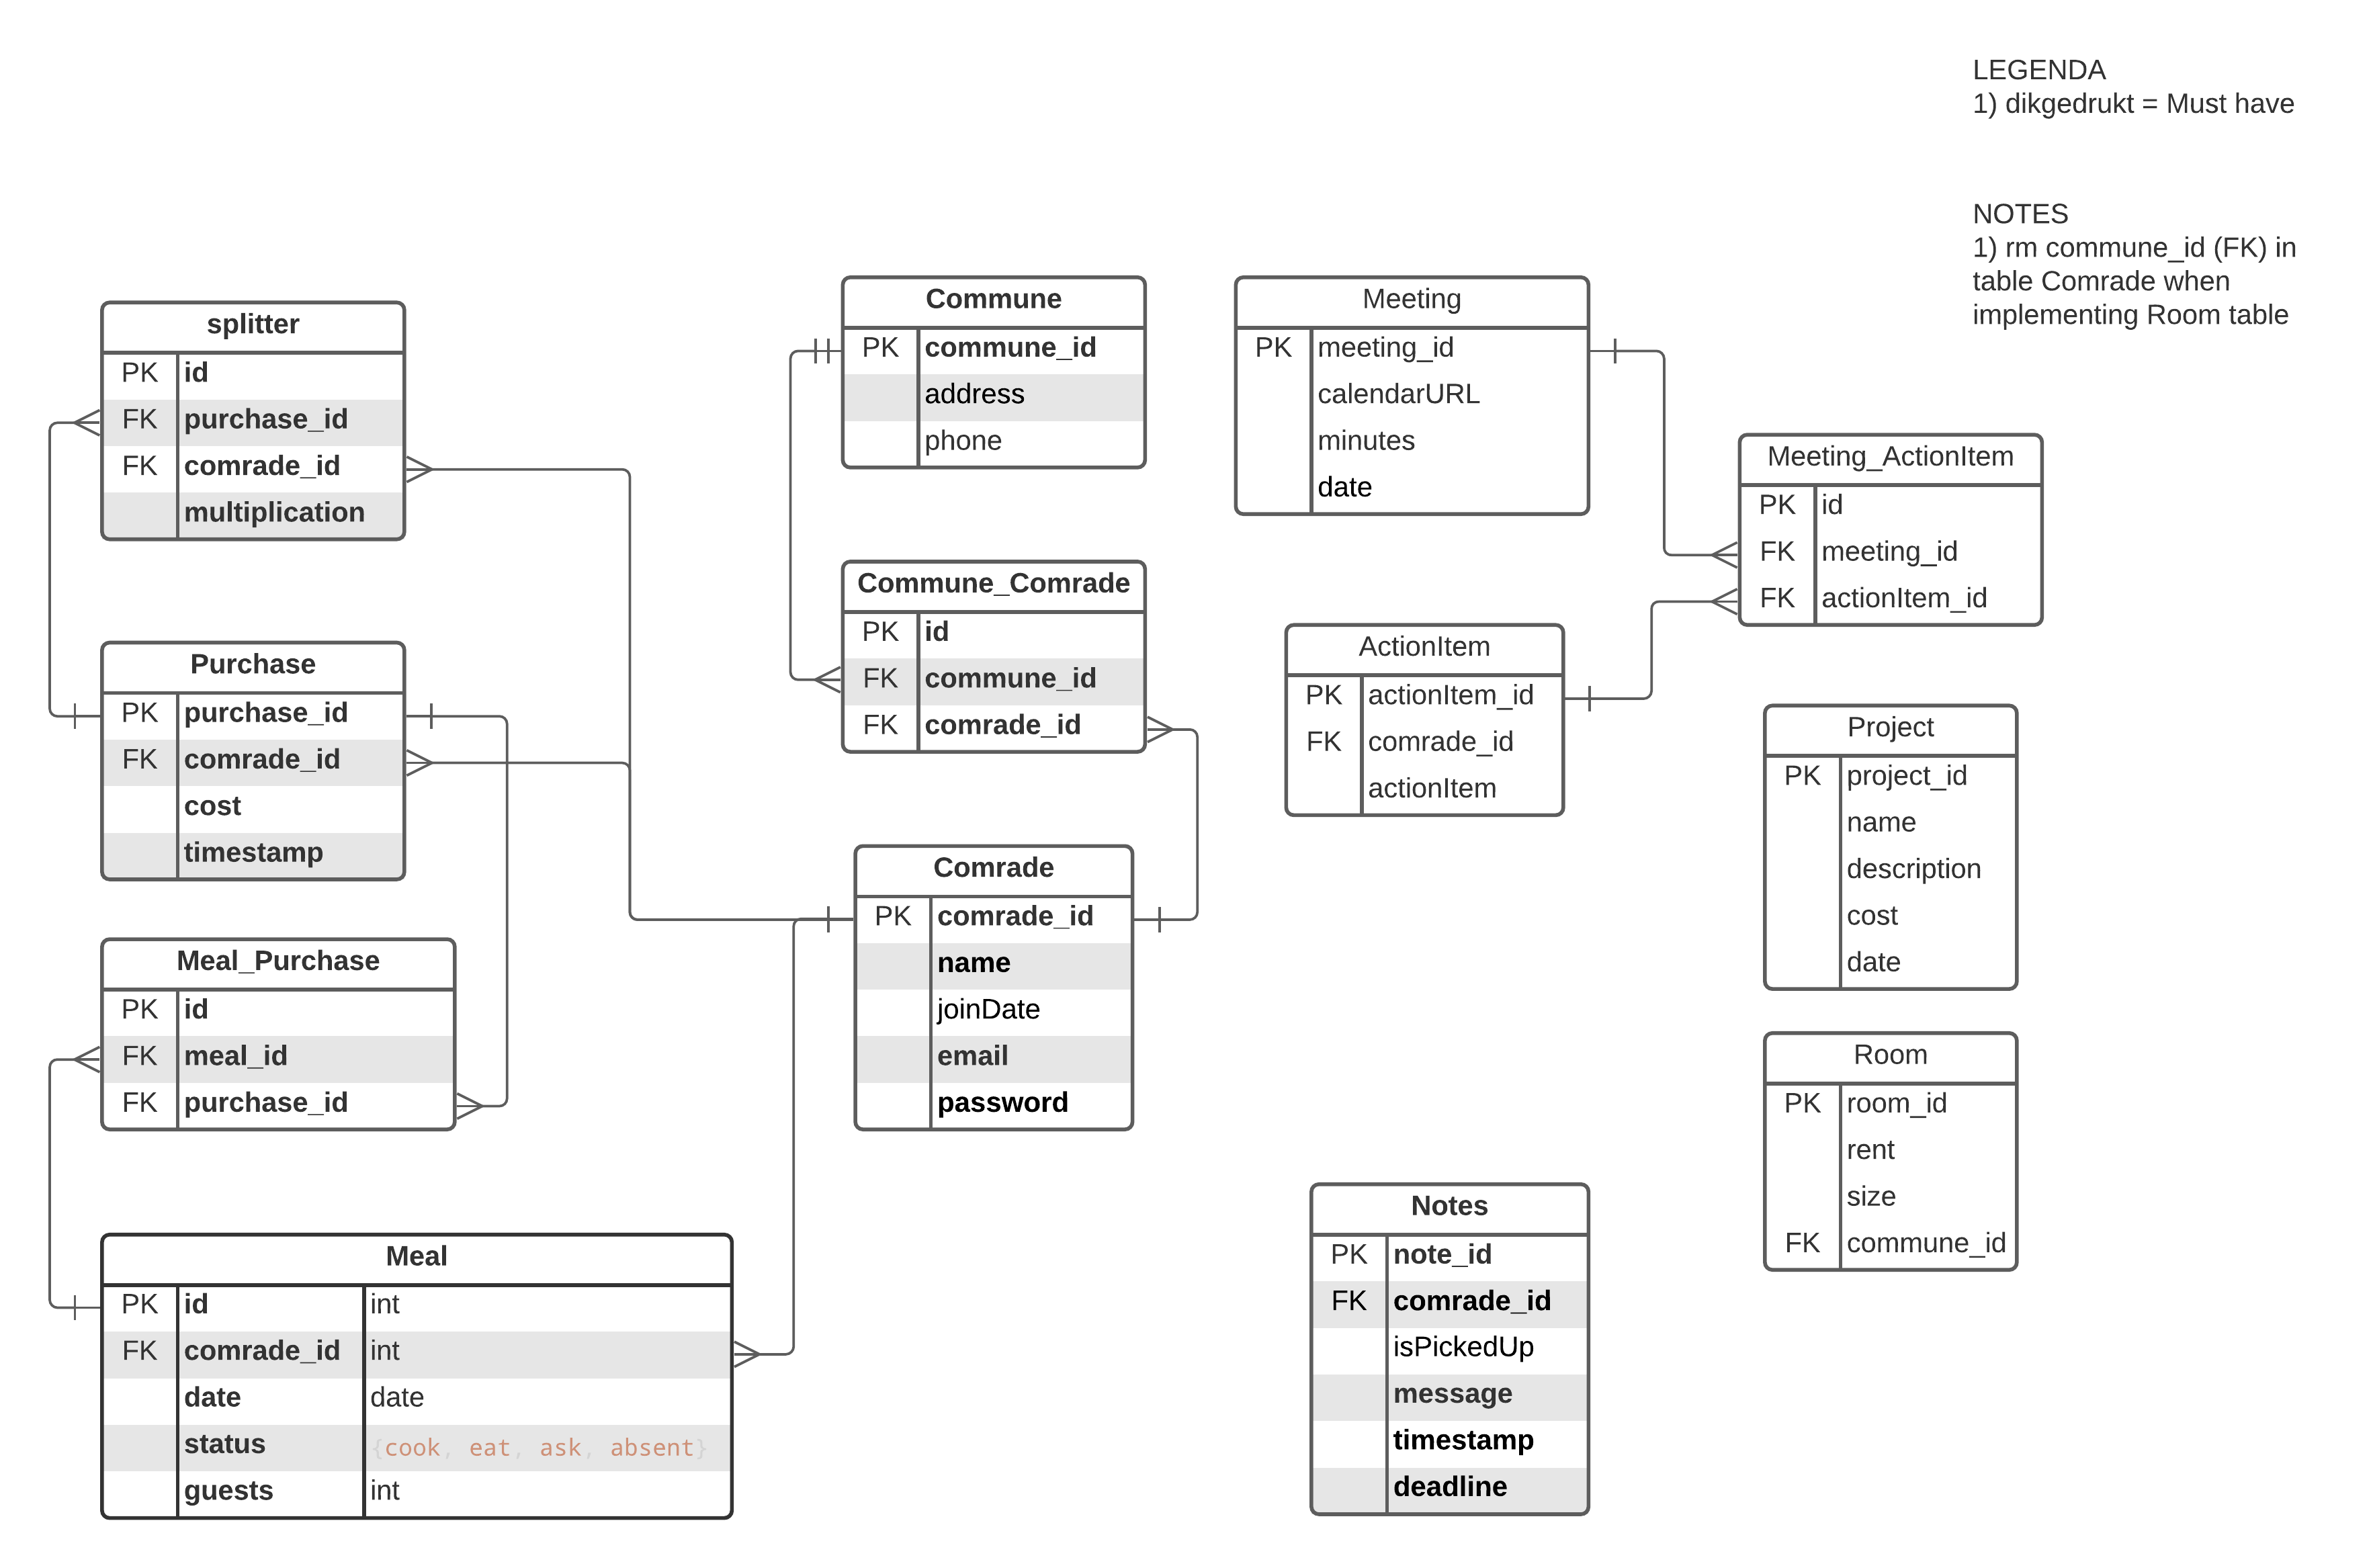 LEGENDA
1) dikgedrukt = Must have
NOTES
1) rm commune_id (FK) in
table Comrade when
implementing Room table
splitter
PK id
FK purchase_id
FK comrade_id
multiplication
Purchase
PK purchase_id
FK comrade_id
cost
timestamp
Meal_Purchase
PK id
FK meal_id
FK purchase_id
Meal
PK id int
FK comrade_id int
date date
status {cook, eat, ask, absent}
guests int
Commune
PK commune_id
address
phone
Commune_Comrade
PK id
FK commune_id
FK comrade_id
Comrade
PK comrade_id
name
joinDate
email
password
Meeting
PK meeting_id
calendarURL
minutes
date
ActionItem
PK actionItem_id
FK comrade_id
actionItem
Notes
PK note_id
FK comrade_id
isPickedUp
message
timestamp
deadline
Meeting_ActionItem
PK id
FK meeting_id
FK actionItem_id
Project
PK project_id
name
description
cost
date
Room
PK room_id
rent
size
FK commune_id